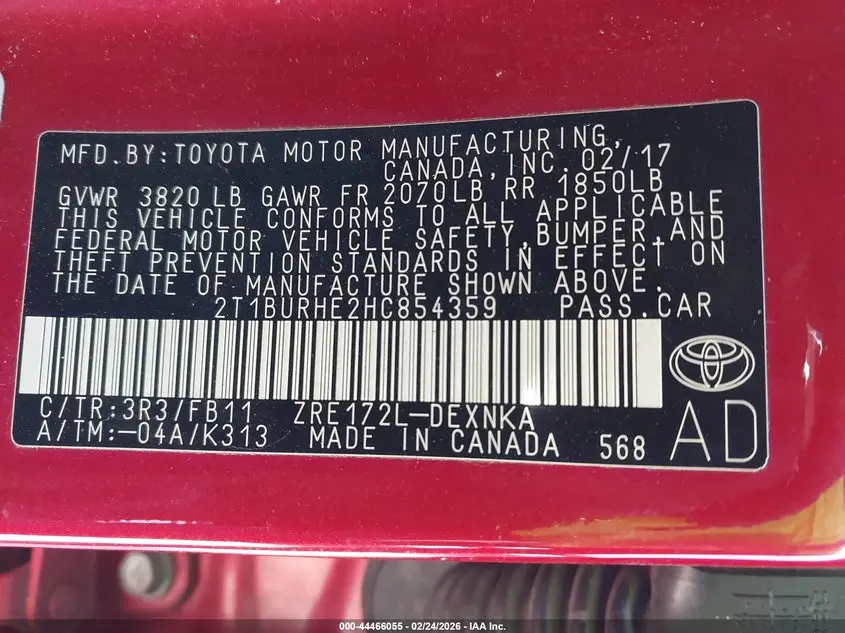 MFD.BY:TOYOTA MOTOR MANUFACTURING,
CANADA,INC. 02/17
GVWR 3820 LB GAWR FR 2070LB RR 1850LB
THIS VEHICLE CONFORMS TO ALL APPLICABLE
FEDERAL MOTOR VEHICLE SAFETY,BUMPER,AND
THEFT PREVENTION STANDARDS IN EFFECT ON
THE DATE OF MANUFACTURE SHOWN ABOVE.
2T1BURHE2HC854359 PASS.CAR
C/TR:3R3/FB11 ZRE172L-DEXNKA
A/TM:-04A/K313 MADE IN CANADA 568
AD
000-44466055 - 02/24/2026 - IAA Inc.